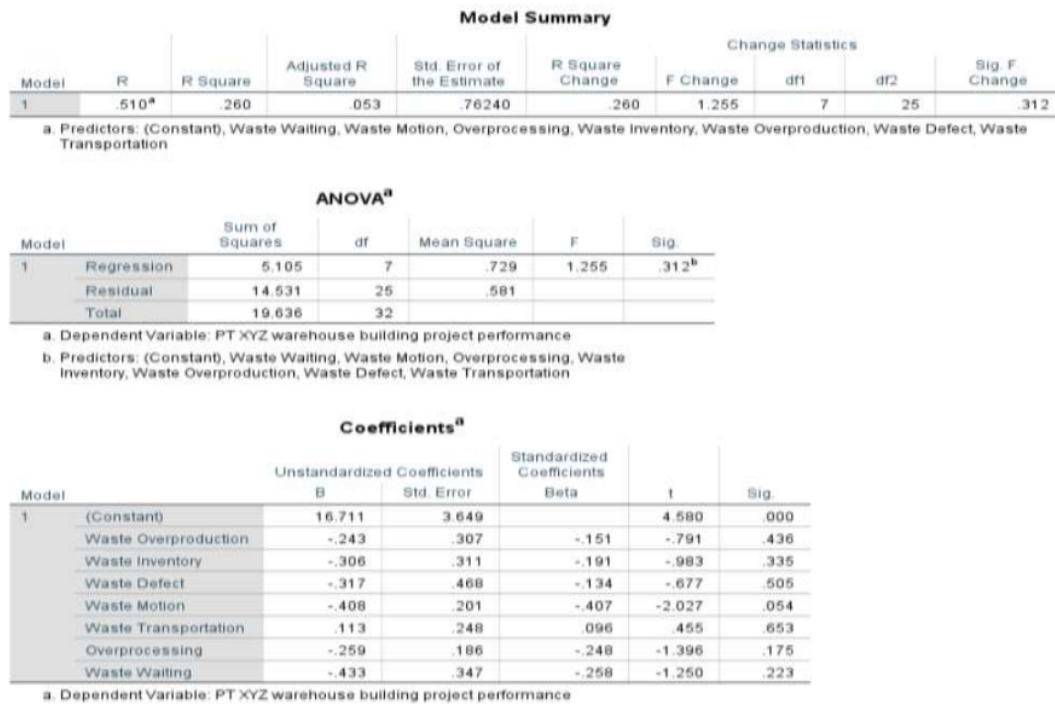 Model Summary
Change Statistics
Model R R Square Adjusted R Square Std. Error of the Estimate R Square Change F Change df1 df2 Sig. F Change
1 .510a .260 .053 .76240 .260 1.255 7 25 .312
a. Predictors: (Constant), Waste Waiting, Waste Motion, Overprocessing, Waste Inventory, Waste Overproduction, Waste Defect, Waste
Transportation
ANOVAa
Model Sum of Squares df Mean Square F Sig.
1 Regression 5.105 7 .729 1.255 .312b
Residual 14.531 25 .581
Total 19.636 32
a. Dependent Variable: PT XYZ warehouse building project performance
b. Predictors: (Constant), Waste Waiting, Waste Motion, Overprocessing, Waste
Inventory, Waste Overproduction, Waste Defect, Waste Transportation
Coefficientsa
Unstandardized Coefficients Standardized Coefficients
Model B Std. Error Beta t Sig.
1 (Constant) 16.711 3.649 4.580 .000
Waste Overproduction -.243 .307 -.151 -.791 .436
Waste Inventory -.306 .311 -.191 -.983 .335
Waste Defect -.317 .468 -.134 -.677 .505
Waste Motion -.408 .201 -.407 -2.027 .054
Waste Transportation .113 .248 .096 .455 .653
Overprocessing -.259 .186 -.248 -1.396 .175
Waste Waiting -.433 .347 -.258 -1.250 .223
a. Dependent Variable: PT XYZ warehouse building project performance